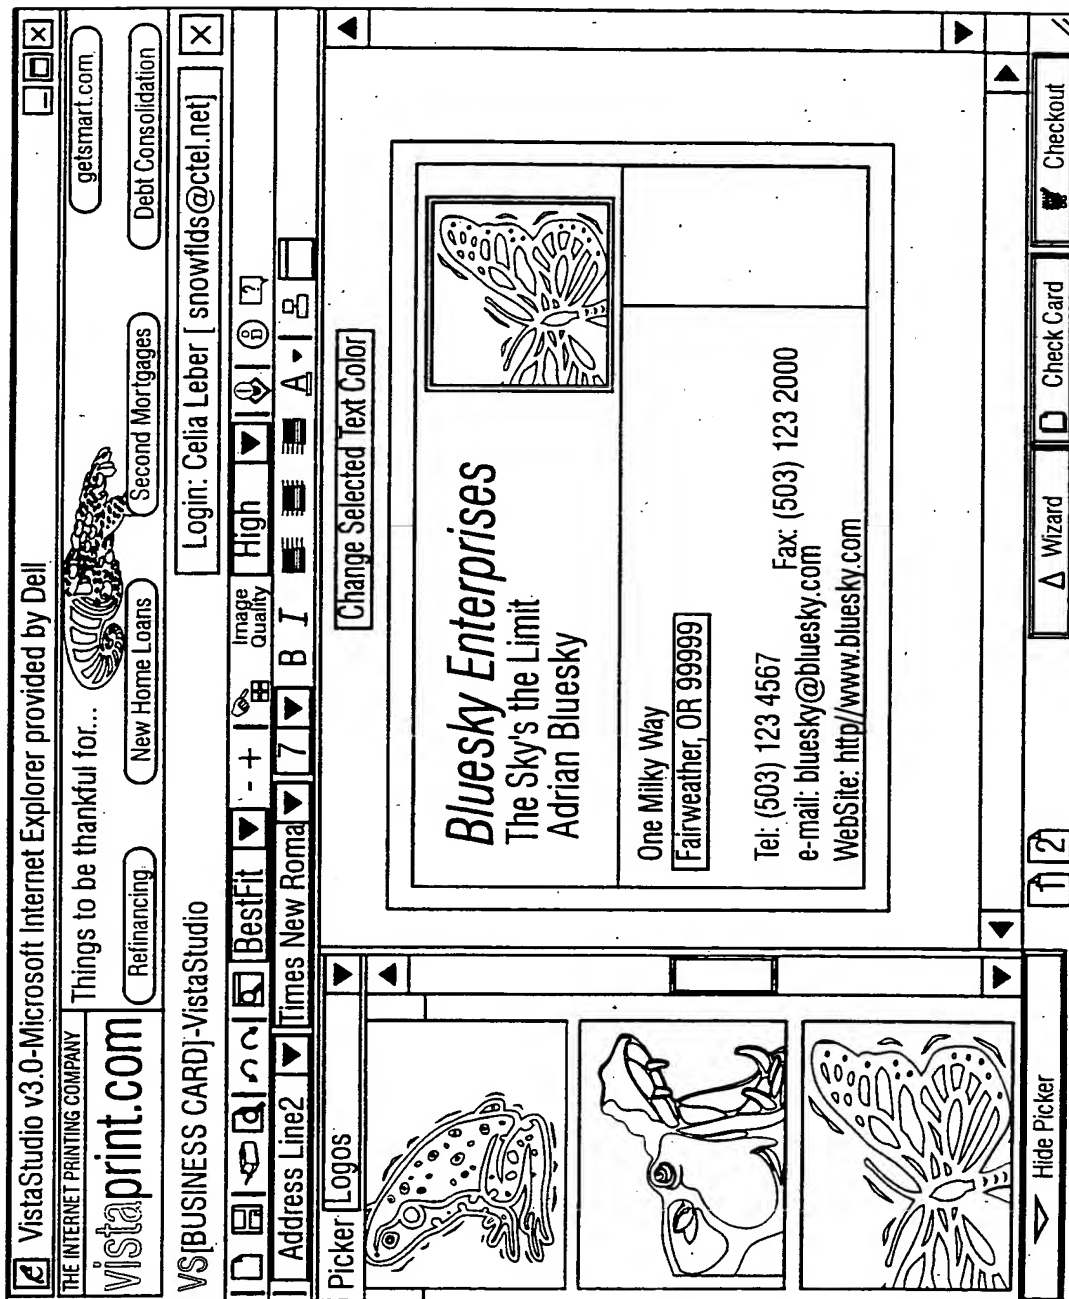 VistaStudio v3.0-Microsoft Internet Explorer provided by Dell
THE INTERNET PRINTING COMPANY
vistaprint.com
Things to be thankful for...
getsmart.com
Refinancing
New Home Loans
Second Mortgages
Debt Consolidation
VS[BUSINESS CARD]-VistaStudio
Login: Celia Leber [ snowflds@ctel.net]
BestFit - + Image Quality High
Address Line2 Times New Roma 7 B I A
Picker Logos
Change Selected Text Color
Bluesky Enterprises
The Sky's the Limit
Adrian Bluesky
One Milky Way
Fairweather, OR 99999
Tel: (503) 123 4567 Fax: (503) 123 2000
e-mail: bluesky@bluesky.com
WebSite: http//www.bluesky.com
Hide Picker
1 2
Wizard
Check Card
Checkout